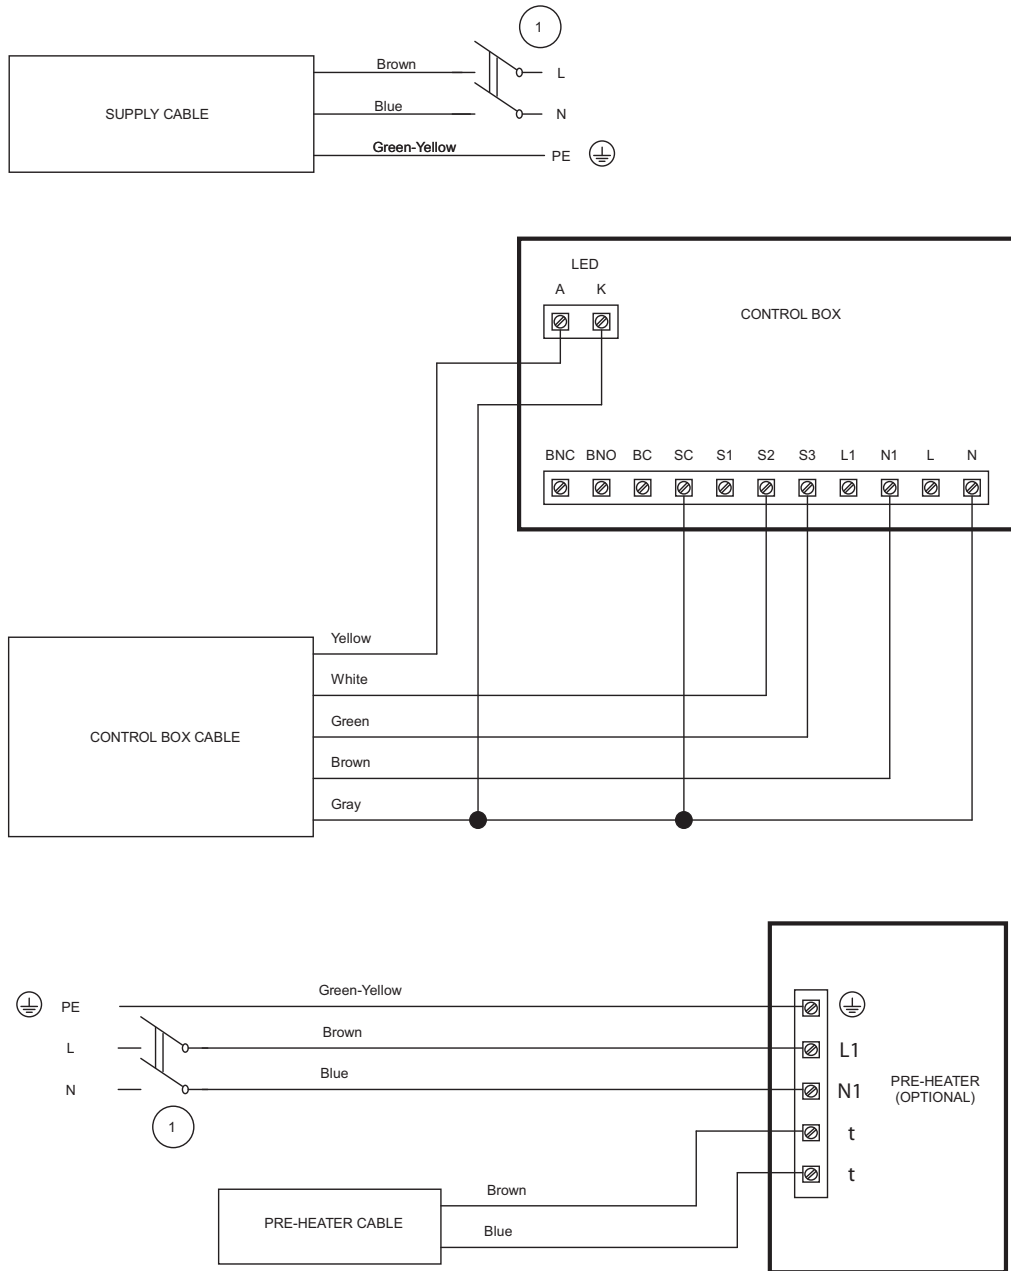 1
Brown
L
SUPPLY CABLE
Blue
N
Green-Yellow
PE
LED
A K
CONTROL BOX
BNC BNO BC SC S1 S2 S3 L1 N1 L N
Yellow
White
Green
CONTROL BOX CABLE
Brown
Gray
Green-Yellow
PE
Brown
L
L1
Blue
PRE-HEATER
(OPTIONAL)
N
N1
1
t
t
Brown
PRE-HEATER CABLE
Blue